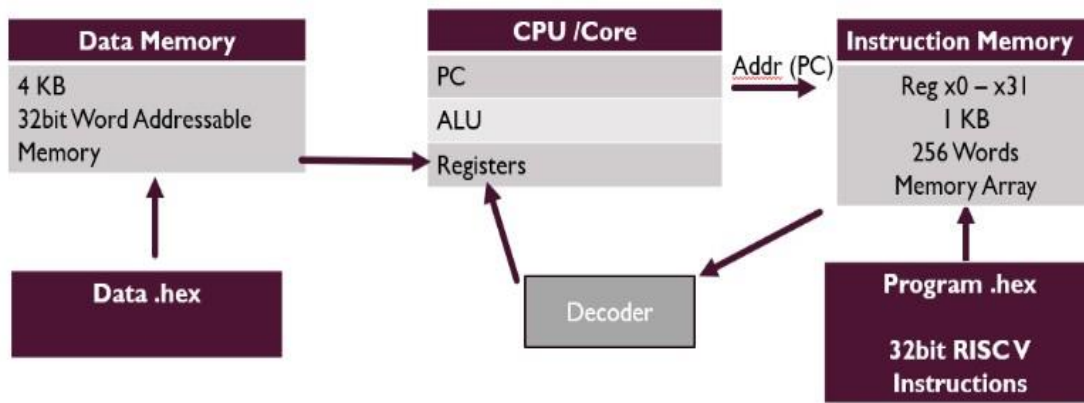 Data Memory
4 KB
32bit Word Addressable
Memory
Data .hex
CPU /Core
PC
ALU
Registers
Addr (PC)
Decoder
Instruction Memory
Reg x0 – x31
1 KB
256 Words
Memory Array
Program .hex
32bit RISC V
Instructions